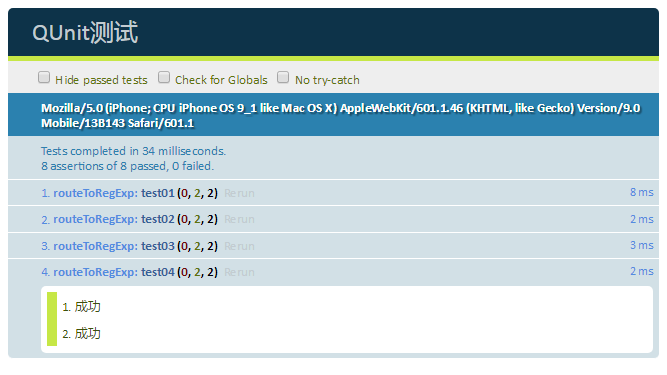 QUnit测试
Hide passed tests Check for Globals No try-catch
Mozilla/5.0 (iPhone; CPU iPhone OS 9_1 like Mac OS X) AppleWebKit/601.1.46 (KHTML, like Gecko) Version/9.0
Mobile/13B143 Safari/601.1
Tests completed in 34 milliseconds.
8 assertions of 8 passed, 0 failed.
1. routeToRegExp: test01 (0, 2, 2) Rerun 8 ms
2. routeToRegExp: test02 (0, 2, 2) Rerun 2 ms
3. routeToRegExp: test03 (0, 2, 2) Rerun 3 ms
4. routeToRegExp: test04 (0, 2, 2) Rerun 2 ms
1. 成功
2. 成功